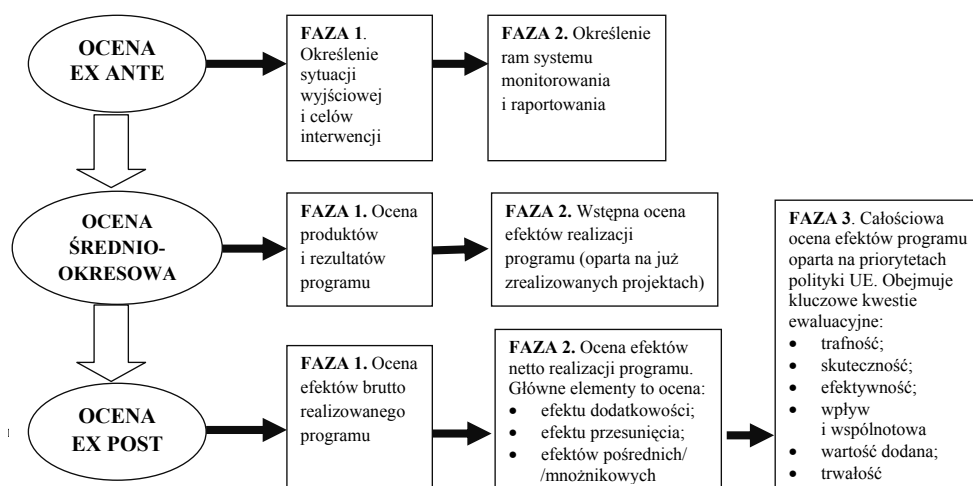 OCENA
EX ANTE
FAZA 1.
Określenie
sytuacji
wyjściowej
i celów
interwencji
FAZA 2. Określenie
ram systemu
monitorowania
i raportowania
OCENA
ŚREDNIO-
OKRESOWA
FAZA 1. Ocena
produktów
i rezultatów
programu
FAZA 2. Wstępna ocena
efektów realizacji
programu (oparta na już
zrealizowanych projektach)
FAZA 3. Całościowa
ocena efektów programu
oparta na priorytetach
polityki UE. Obejmuje
kluczowe kwestie
ewaluacyjne:
• trafność;
• skuteczność;
• efektywność;
• wpływ
i wspólnotowa
• wartość dodana;
• trwałość
OCENA
EX POST
FAZA 1. Ocena
efektów brutto
realizowanego
programu
FAZA 2. Ocena efektów
netto realizacji programu.
Główne elementy to ocena:
• efektu dodatkowości;
• efektu przesunięcia;
• efektów pośrednich/
/mnożnikowych